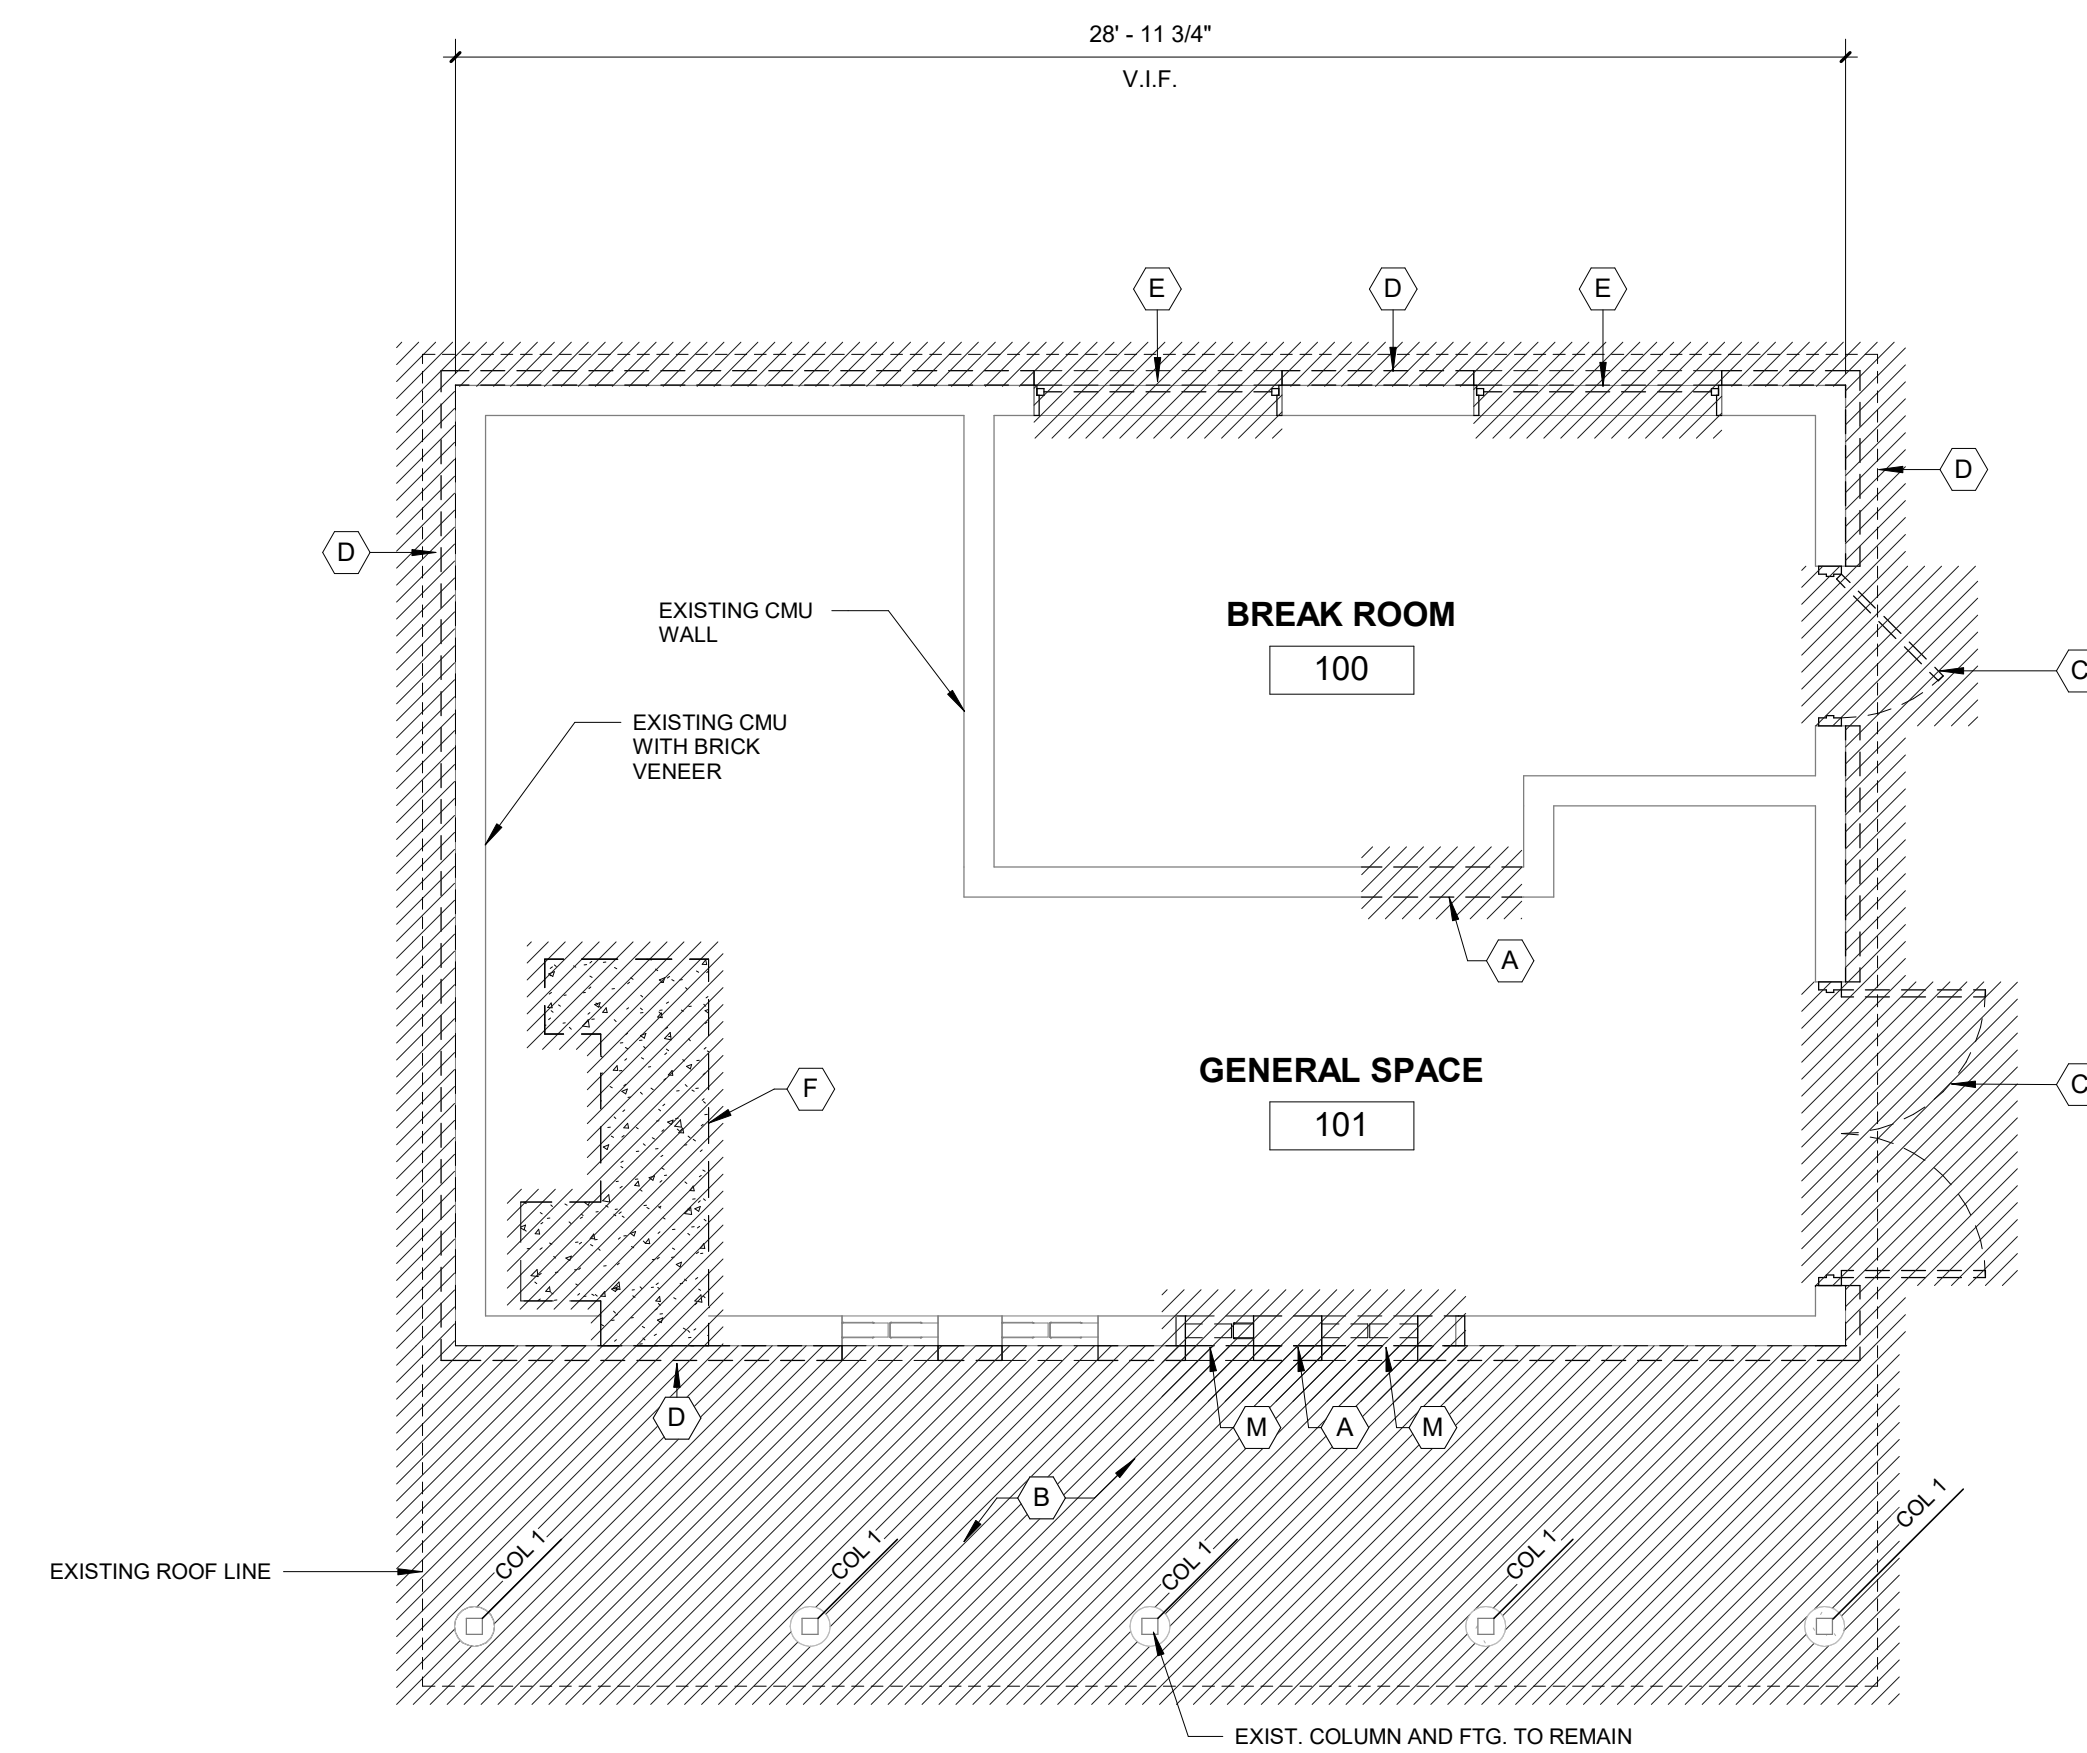 28' - 11 3/4"
V.I.F.
E
D
E
D
D
EXISTING CMU
WALL
BREAK ROOM
100
C
EXISTING CMU
WITH BRICK
VENEER
A
GENERAL SPACE
101
F
C
D
M
A
M
B
COL 1
COL 1
COL 1
COL 1
COL 1
EXISTING ROOF LINE
EXIST. COLUMN AND FTG. TO REMAIN